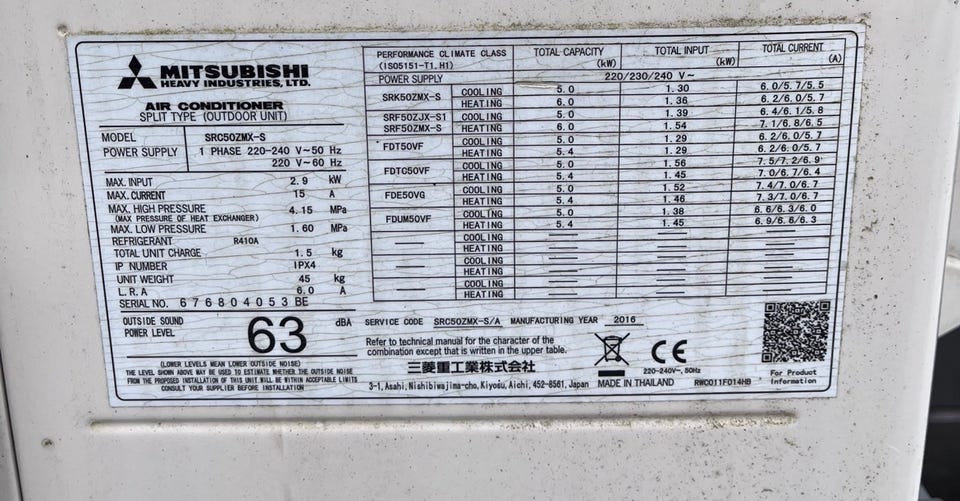 MITSUBISHI
HEAVY INDUSTRIES, LTD.
AIR CONDITIONER
SPLIT TYPE (OUTDOOR UNIT)
MODEL SRC50ZMX-S
POWER SUPPLY 1 PHASE 220-240 V~50 Hz
220 V~60 Hz
MAX. INPUT 2.9 kW
MAX. CURRENT 15 A
MAX. HIGH PRESSURE 4.15 MPa
(MAX PRESSURE OF HEAT EXCHANGER)
MAX. LOW PRESSURE 1.60 MPa
REFRIGERANT R410A
TOTAL UNIT CHARGE 1.5 kg
IP NUMBER IPX4
UNIT WEIGHT 45 kg
L.R.A 6.0 A
SERIAL NO. 676804053BE
OUTSIDE SOUND
POWER LEVEL 63 dBA
(LOWER LEVELS MEAN LOWER OUTSIDE NOISE)
THE LEVEL SHOWN ABOVE MAY BE USED TO ESTIMATE WHETHER THE OUTSIDE NOISE
FROM THE PROPOSED INSTALLATION OF THIS UNIT WILL BE WITHIN ACCEPTABLE LIMITS
CONSULT YOUR SUPPLIER BEFORE INSTALLATION
PERFORMANCE CLIMATE CLASS TOTAL CAPACITY TOTAL INPUT TOTAL CURRENT
(ISO5151-T1, H1) (kW) (kW) (A)
POWER SUPPLY 220/230/240 V~
SRK50ZMX-S COOLING 5.0 1.30 6.0/5.7/5.5
HEATING 6.0 1.36 6.2/6.0/5.7
SRF50ZJX-S1 COOLING 5.0 1.39 6.4/6.1/5.8
SRF50ZMX-S HEATING 6.0 1.54 7.1/6.8/6.5
FDT50VF COOLING 5.0 1.29 6.2/6.0/5.7
HEATING 5.4 1.29 6.2/6.0/5.7
FDTC50VF COOLING 5.0 1.56 7.5/7.2/6.9
HEATING 5.4 1.45 7.0/6.7/6.4
FDE50VG COOLING 5.0 1.52 7.4/7.0/6.7
HEATING 5.4 1.46 7.3/7.0/6.7
FDUM50VF COOLING 5.0 1.38 6.6/6.3/6.0
HEATING 5.4 1.45 6.9/6.6/6.3
COOLING
HEATING
COOLING
HEATING
COOLING
HEATING
SERVICE CODE SRC50ZMX-S/A MANUFACTURING YEAR 2016
Refer to technical manual for the character of the
combination except that is written in the upper table.
CE
220-240V~, 50Hz
三菱重工業株式会社
3-1, Asahi, Nishibiwajima-cho, Kiyosu, Aichi, 452-8561, Japan MADE IN THAILAND RWC011F014HB
For Product
Information